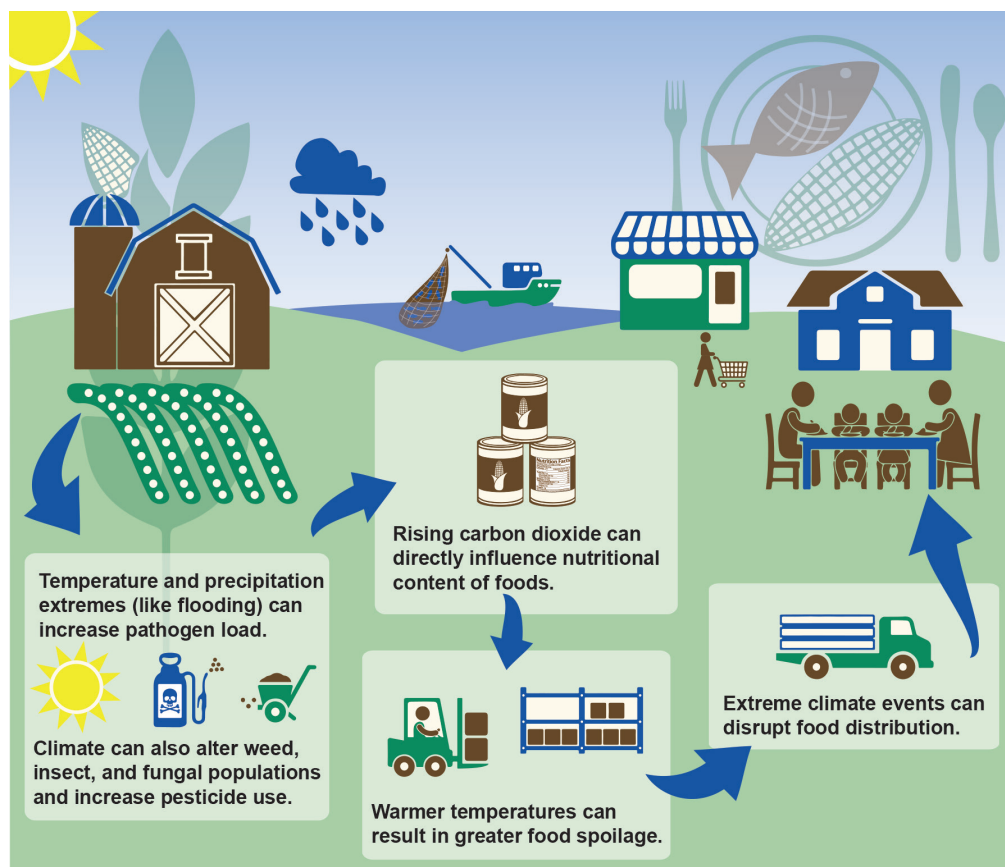 Temperature and precipitation
extremes (like flooding) can
increase pathogen load.
Climate can also alter weed,
insect, and fungal populations
and increase pesticide use.
Nutrition Facts
Rising carbon dioxide can
directly influence nutritional
content of foods.
Warmer temperatures can
result in greater food spoilage.
Extreme climate events can
disrupt food distribution.